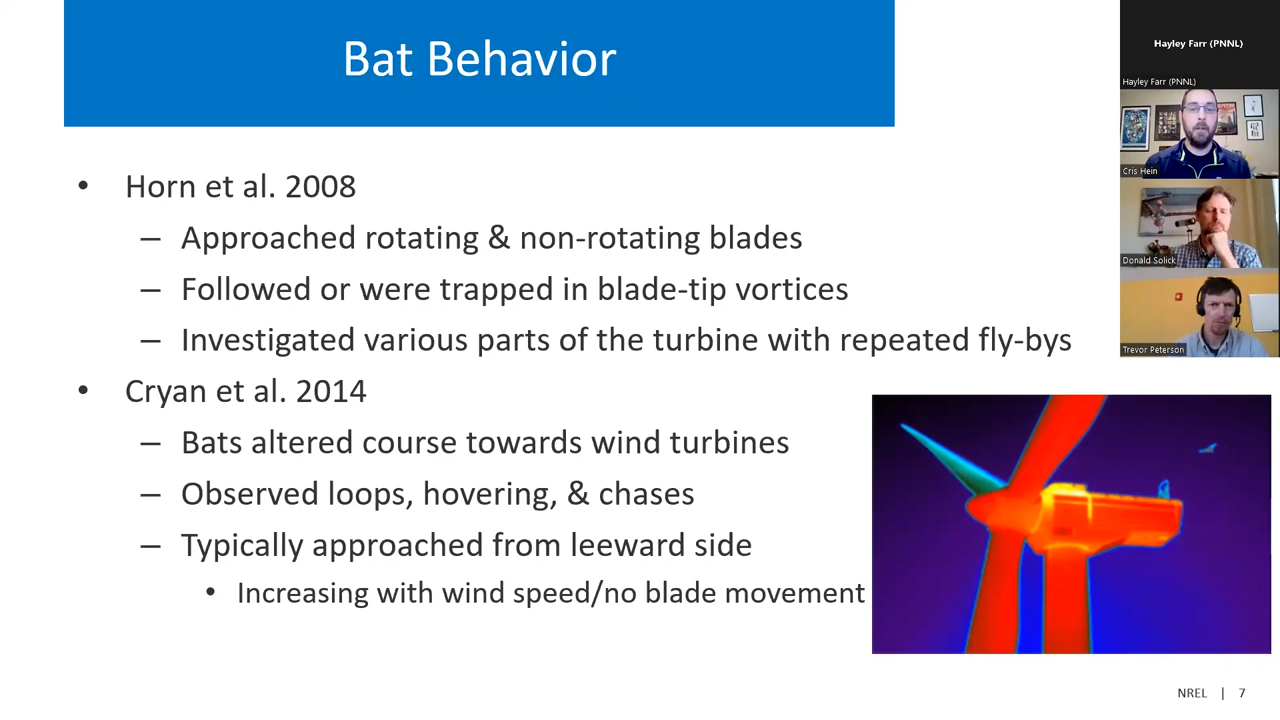 Bat Behavior
• Horn et al. 2008
– Approached rotating & non-rotating blades
– Followed or were trapped in blade-tip vortices
– Investigated various parts of the turbine with repeated fly-bys
• Cryan et al. 2014
– Bats altered course towards wind turbines
– Observed loops, hovering, & chases
– Typically approached from leeward side
• Increasing with wind speed/no blade movement
Hayley Farr (PNNL)
Hayley Farr (PNNL)
Cris Hein
Donald Solick
Trevor Peterson
NREL | 7